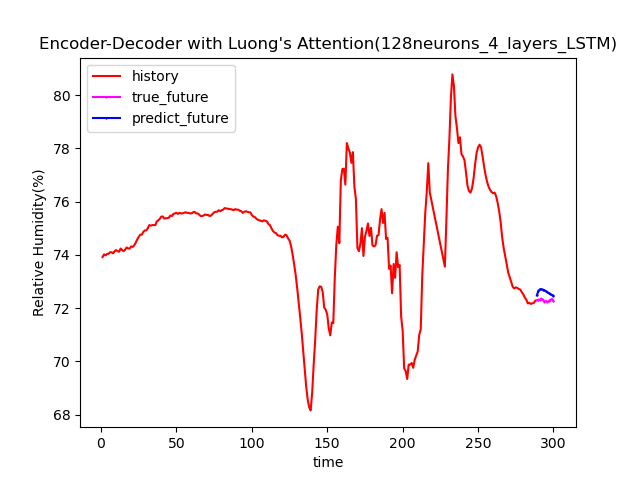 Encoder-Decoder with Luong's Attention(128neurons_4_layers_LSTM)
history
true_future
predict_future
Relative Humidity(%)
80
78
76
74
72
70
68
0 50 100 150 200 250 300
time